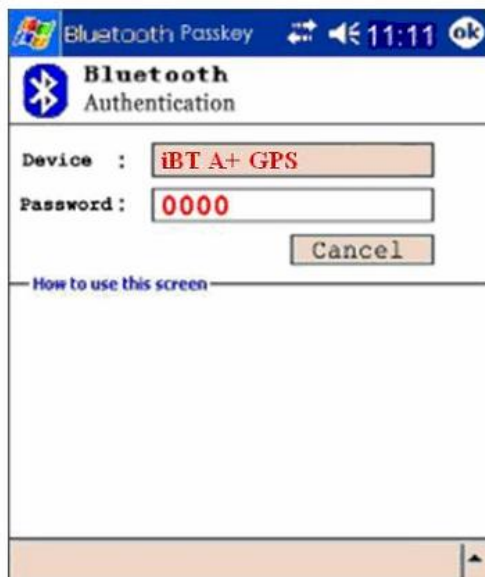 Bluetooth Passkey 11:11 ok
Bluetooth
Authentication
Device : iBT A+ GPS
Password: 0000
Cancel
How to use this screen